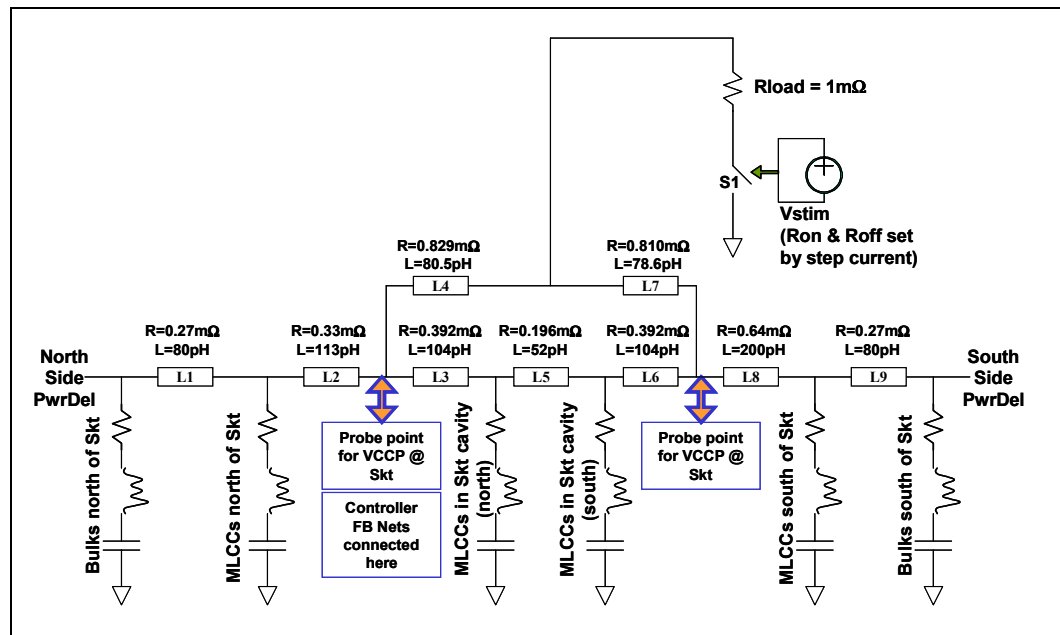 Rload = 1mΩ
S1
Vstim
(Ron & Roff set
by step current)
R=0.829mΩ
L=80.5pH
L4
R=0.810mΩ
L=78.6pH
L7
North
Side
PwrDel
R=0.27mΩ
L=80pH
L1
R=0.33mΩ
L=113pH
L2
R=0.392mΩ
L=104pH
L3
R=0.196mΩ
L=52pH
L5
R=0.392mΩ
L=104pH
L6
R=0.64mΩ
L=200pH
L8
R=0.27mΩ
L=80pH
L9
South
Side
PwrDel
Bulks north of Skt
MLCCs north of Skt
Probe point
for VCCP @
Skt
Controller
FB Nets
connected
here
MLCCs in Skt cavity
(north)
MLCCs in Skt cavity
(south)
Probe point
for VCCP @
Skt
MLCCs south of Skt
Bulks south of Skt